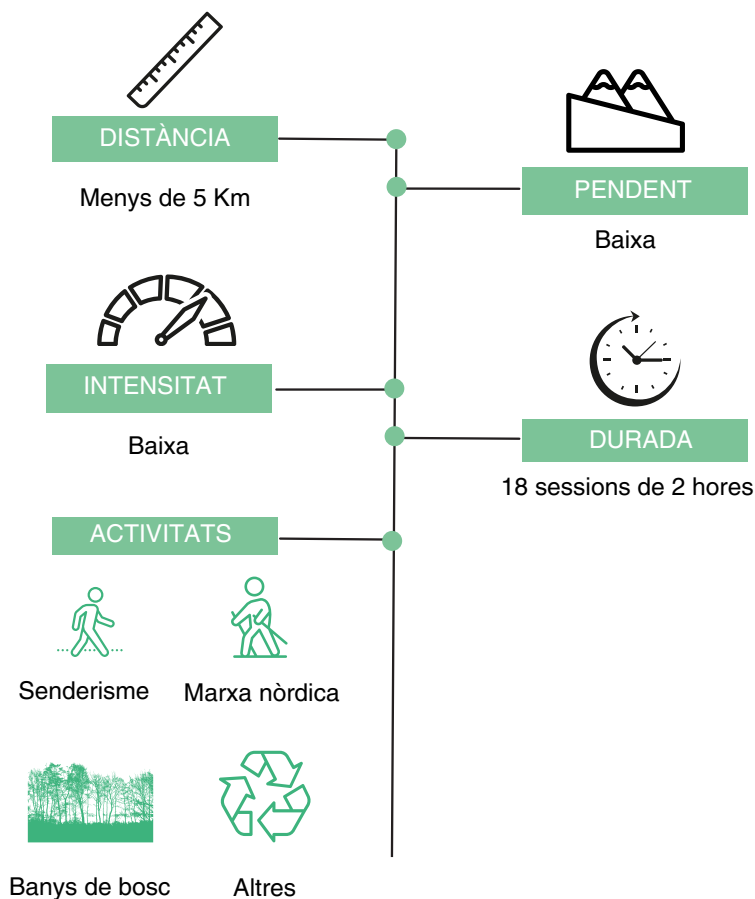 DISTÀNCIA
Menys de 5 Km
PENDENT
Baixa
INTENSITAT
Baixa
DURADA
18 sessions de 2 hores
ACTIVITATS
Senderisme
Marxa nòrdica
Banys de bosc
Altres